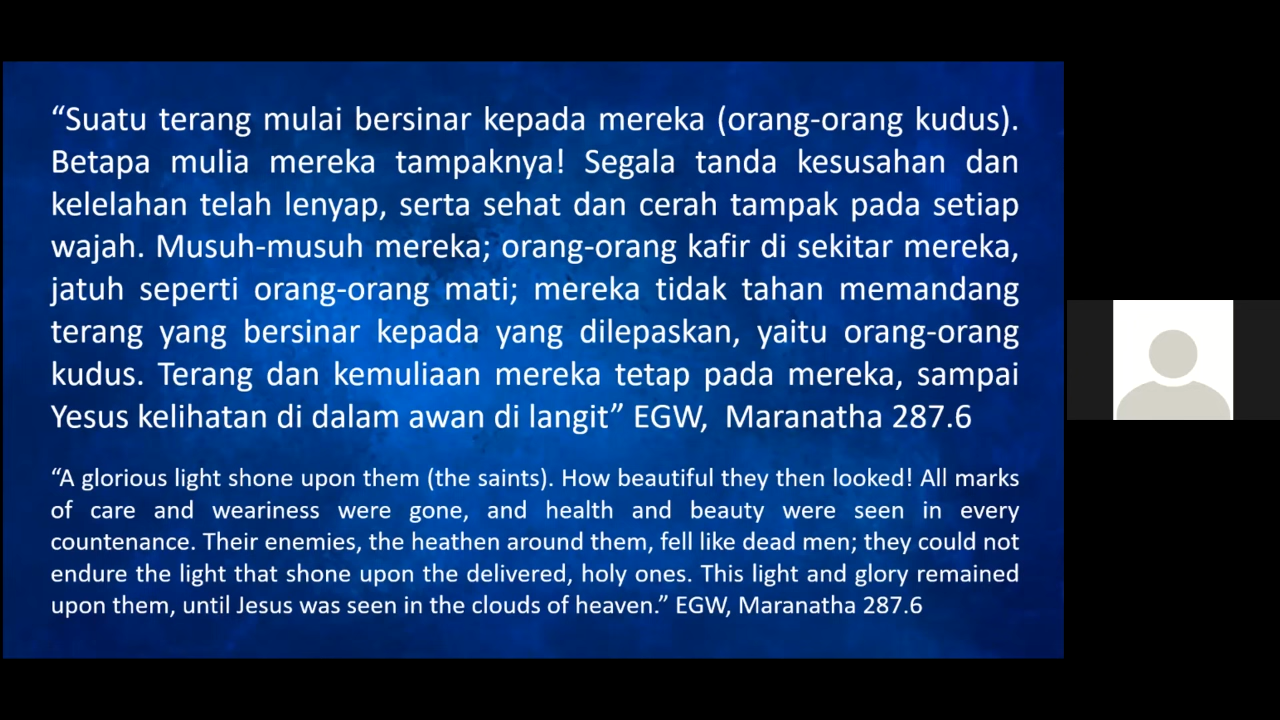 “Suatu terang mulai bersinar kepada mereka (orang-orang kudus).
Betapa mulia mereka tampaknya! Segala tanda kesusahan dan
kelelahan telah lenyap, serta sehat dan cerah tampak pada setiap
wajah. Musuh-musuh mereka; orang-orang kafir di sekitar mereka,
jatuh seperti orang-orang mati; mereka tidak tahan memandang
terang yang bersinar kepada yang dilepaskan, yaitu orang-orang
kudus. Terang dan kemuliaan mereka tetap pada mereka, sampai
Yesus kelihatan di dalam awan di langit” EGW, Maranatha 287.6
“A glorious light shone upon them (the saints). How beautiful they then looked! All marks
of care and weariness were gone, and health and beauty were seen in every
countenance. Their enemies, the heathen around them, fell like dead men; they could not
endure the light that shone upon the delivered, holy ones. This light and glory remained
upon them, until Jesus was seen in the clouds of heaven.” EGW, Maranatha 287.6